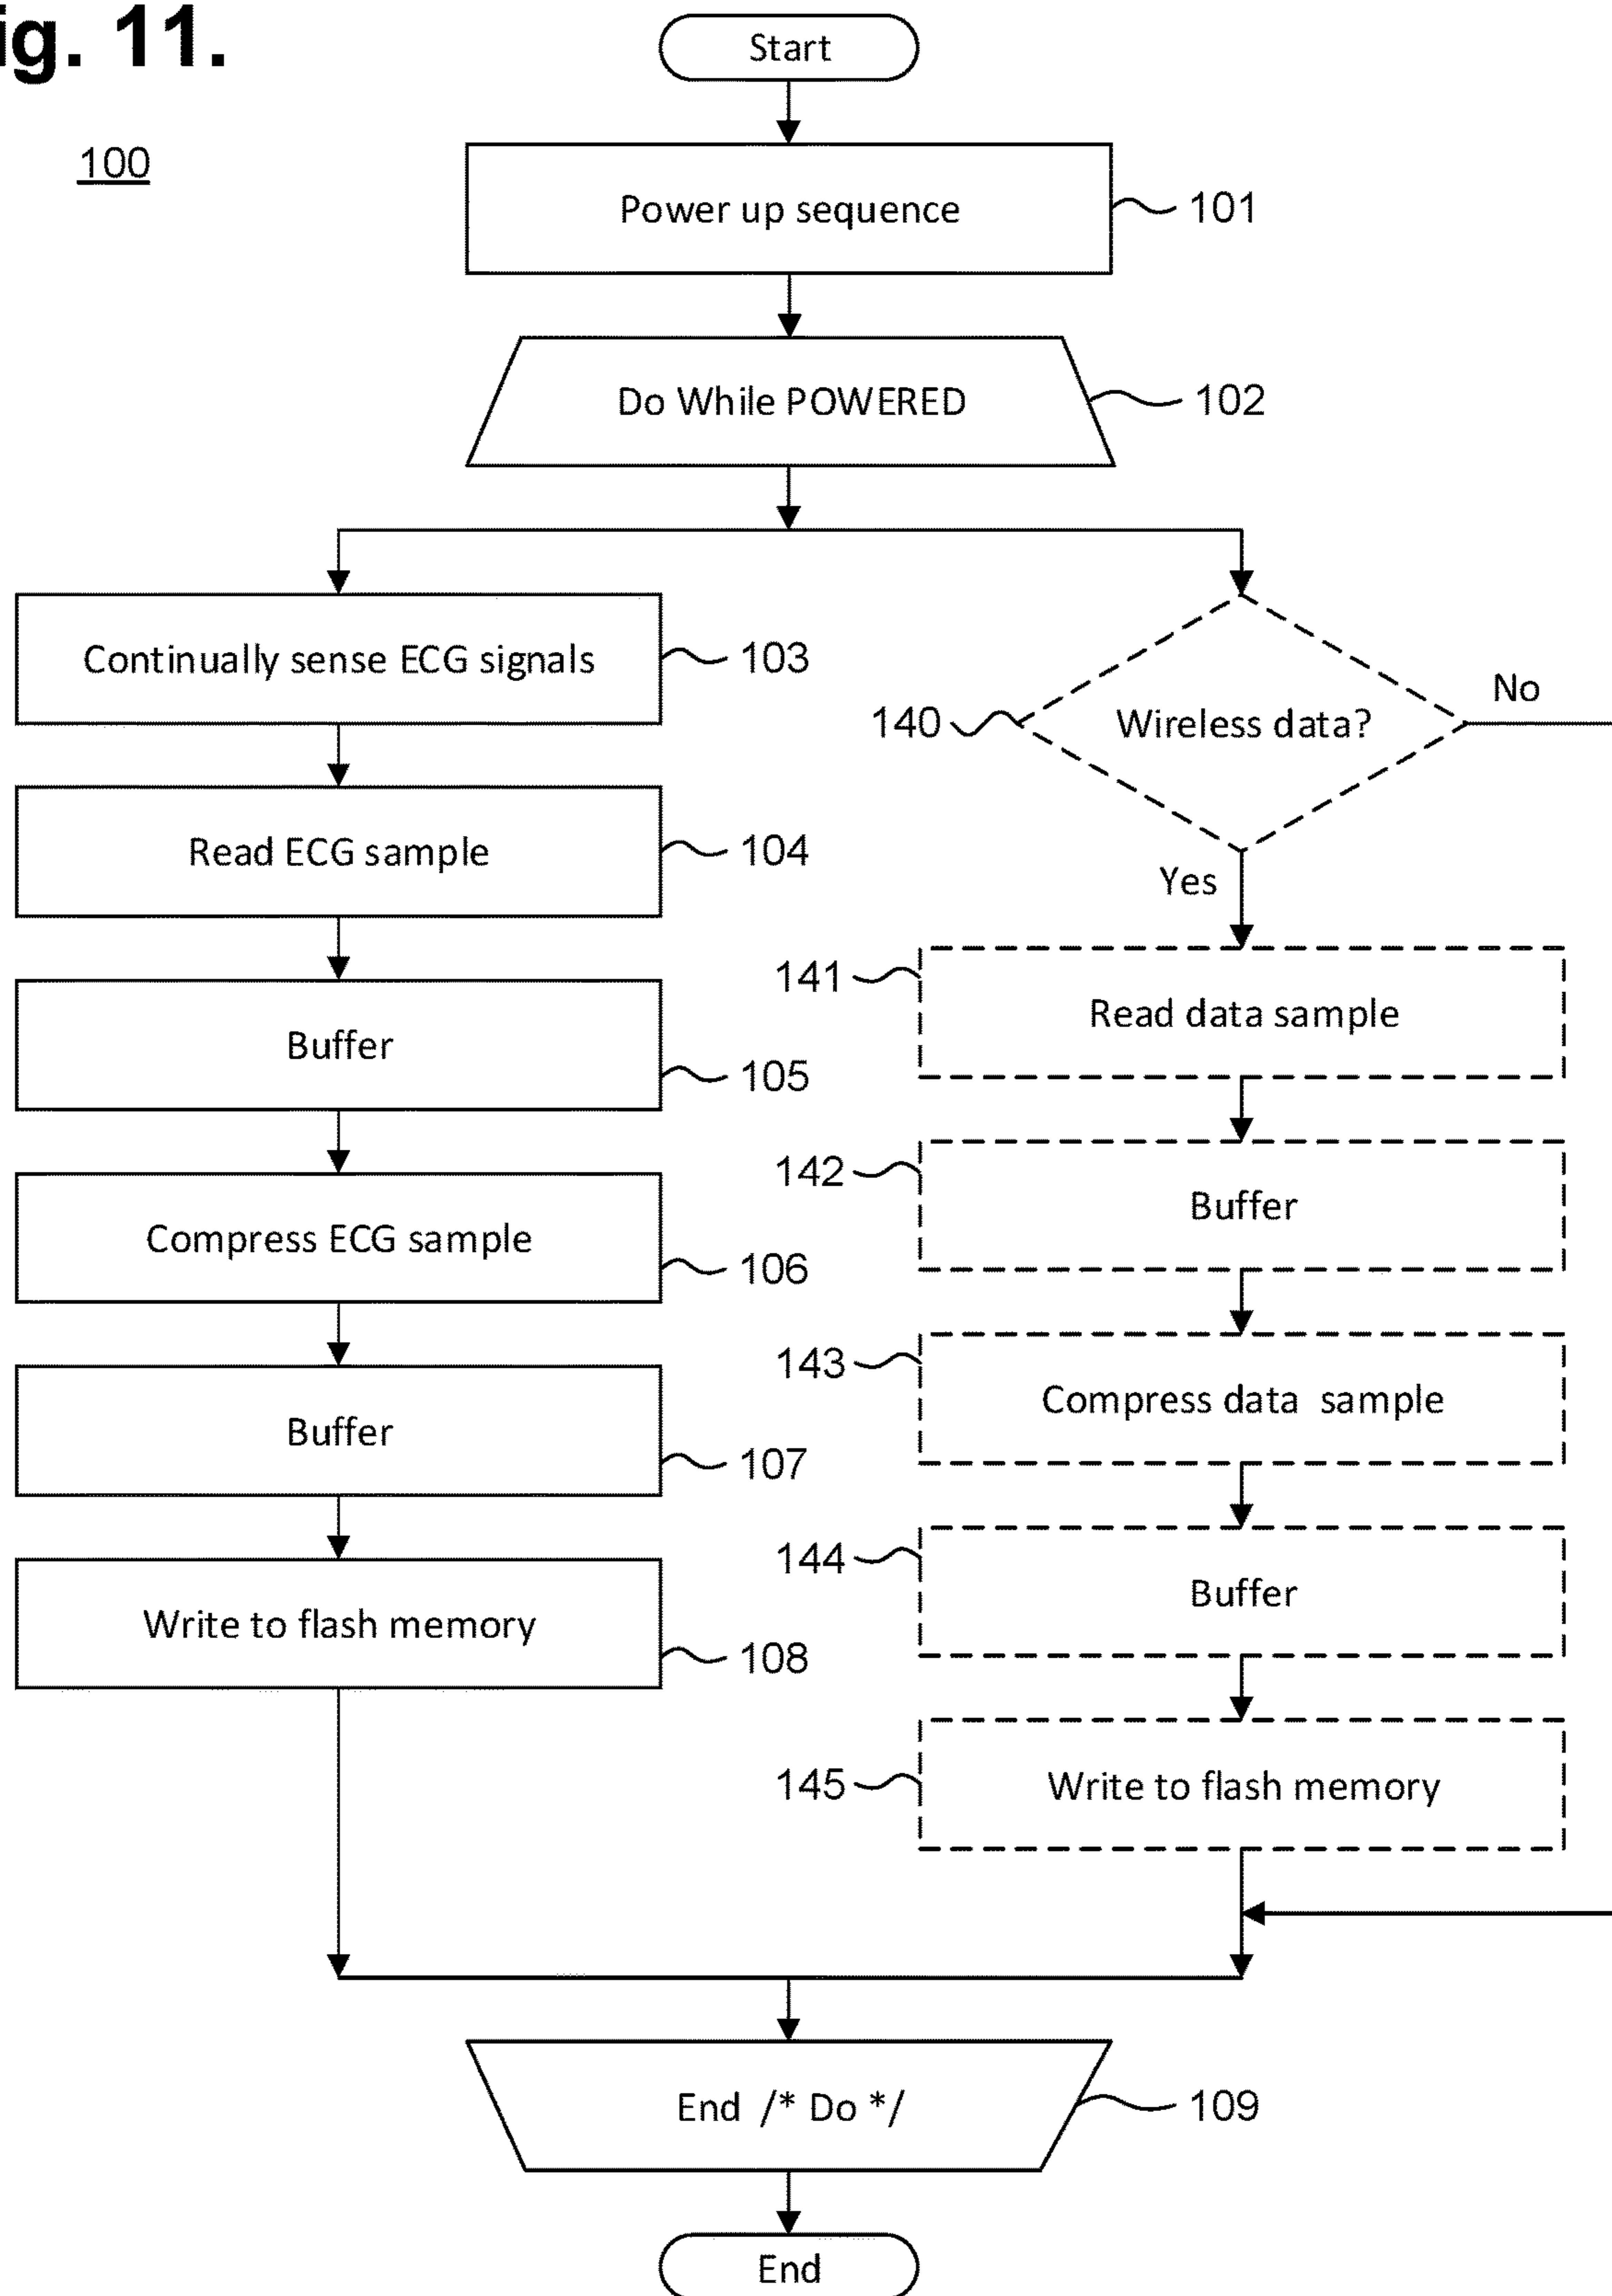 ig. 11.
100
Start
Power up sequence
101
Do While POWERED
102
Continually sense ECG signals
103
Read ECG sample
104
Buffer
105
Compress ECG sample
106
Buffer
107
Write to flash memory
108
140
Wireless data?
No
Yes
141
Read data sample
142
Buffer
143
Compress data sample
144
Buffer
145
Write to flash memory
End /* Do */
109
End